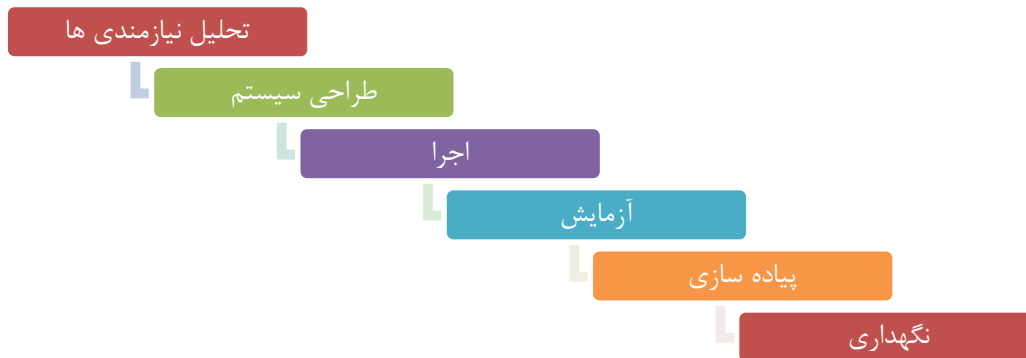 تحلیل نیازمندی ها
طراحی سیستم
اجرا
آزمایش
پیاده سازی
نگهداری